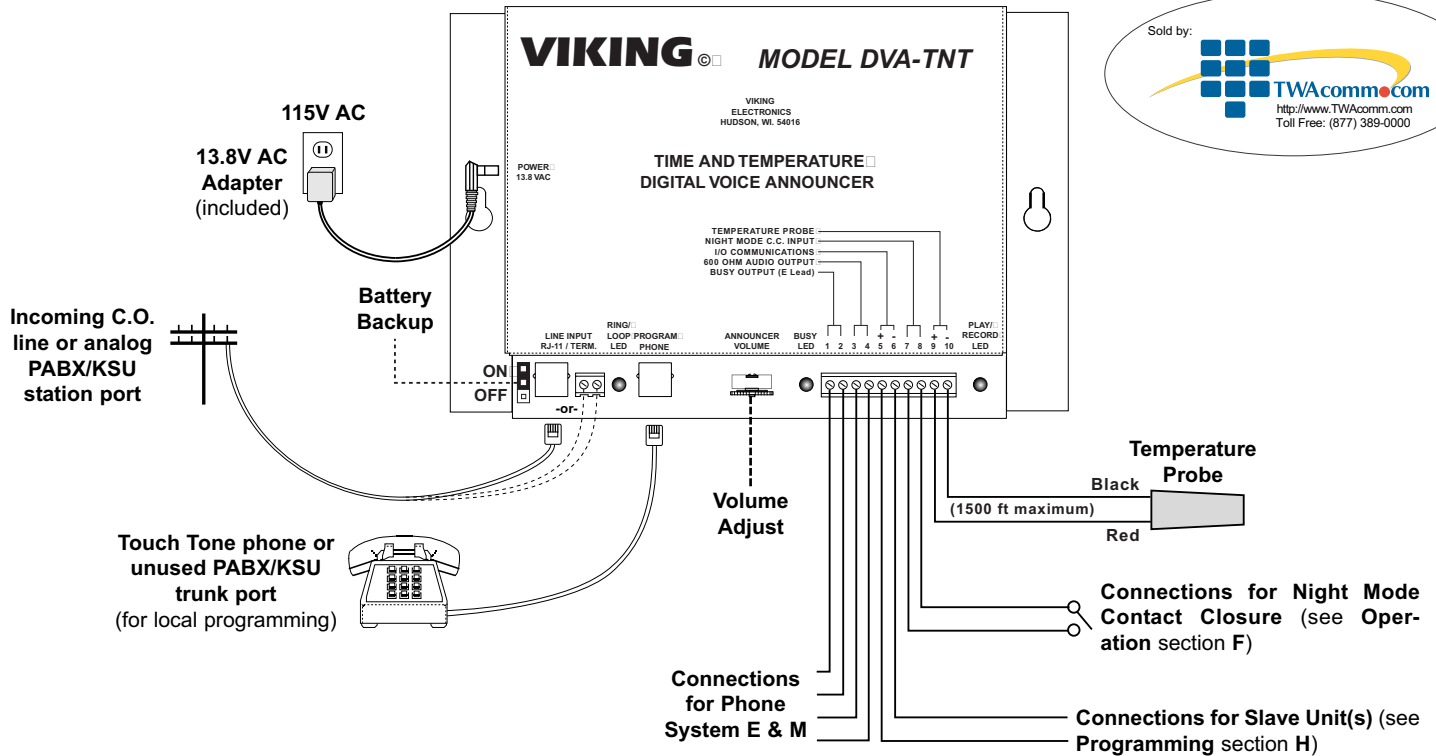 Sold by:
TWAcomm.com
http://www.TWAcomm.com
Toll Free: (877) 389-0000
VIKING © MODEL DVA-TNT
VIKING
ELECTRONICS
HUDSON, WI. 54016
TIME AND TEMPERATURE
DIGITAL VOICE ANNOUNCER
115V AC
13.8V AC
Adapter
(included)
POWER
13.8 VAC
TEMPERATURE PROBE
NIGHT MODE C.C. INPUT
I/O COMMUNICATIONS
600 OHM AUDIO OUTPUT
BUSY OUTPUT (E Lead)
Battery
Backup
Incoming C.O.
line or analog
PABX/KSU
station port
LINE INPUT
RJ-11 / TERM.
RING/
LOOP
LED
PROGRAM
PHONE
ANNOUNCER
VOLUME
BUSY
LED
+ - + -
1 2 3 4 5 6 7 8 9 10
PLAY/
RECORD
LED
ON
OFF
-or-
Volume
Adjust
Temperature
Probe
Black
(1500 ft maximum)
Red
Touch Tone phone or
unused PABX/KSU
trunk port
(for local programming)
Connections for Night Mode
Contact Closure (see Oper-
ation section F)
Connections
for Phone
System E & M
Connections for Slave Unit(s) (see
Programming section H)